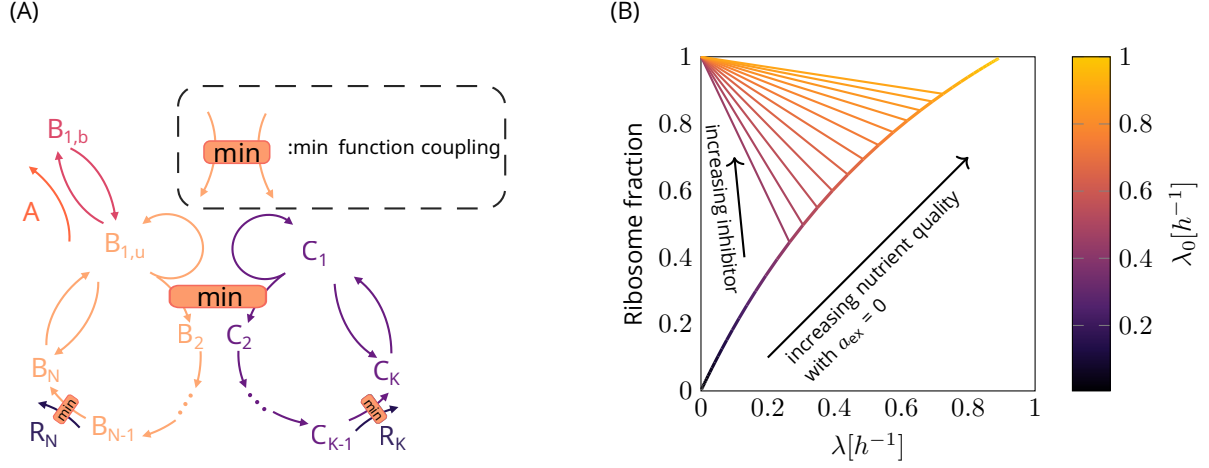 (A)
B1,b
A
B1,u
BN
RN
BN-1
B2
min
:min function coupling
min
C1
C2
CK
CK-1
RK
min
min
(B)
Ribosome fraction
1
0.8
0.6
0.4
0.2
0
0
0.2
0.4
0.6
0.8
1
λ[h⁻¹]
increasing inhibitor
increasing nutrient quality
with aex = 0
1
0.8
0.6
0.4
0.2
λ0[h⁻¹]